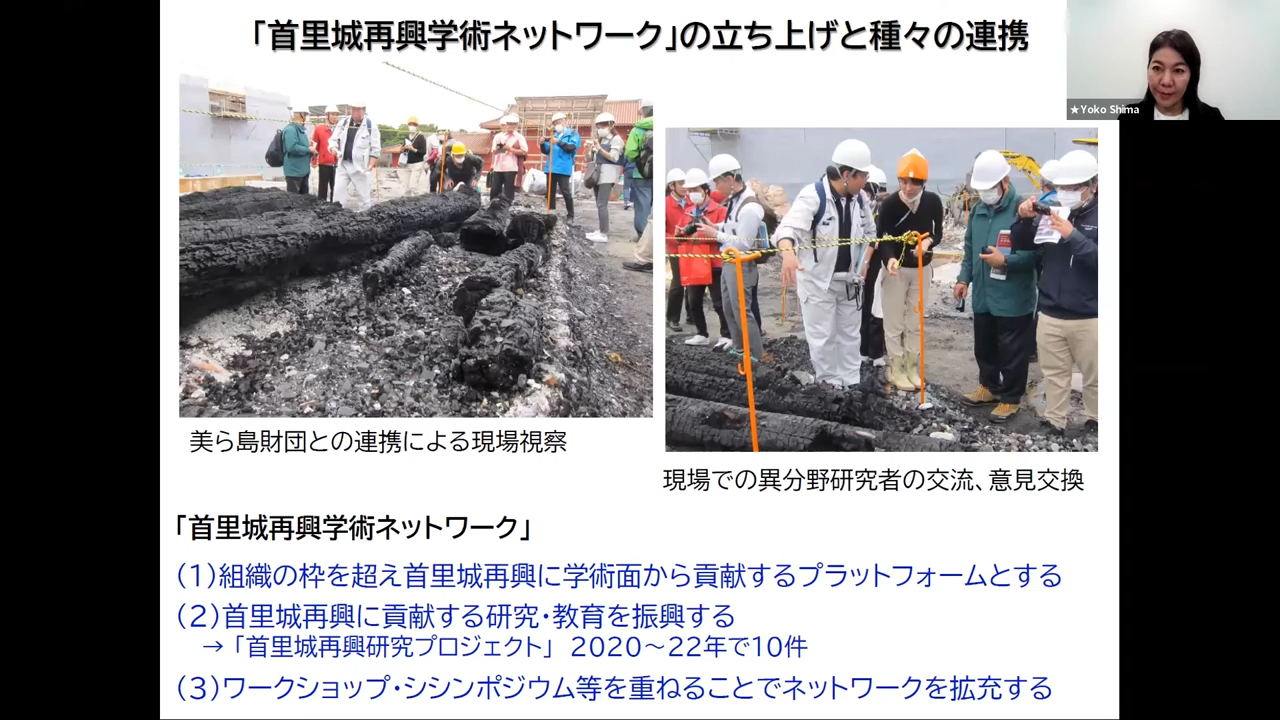 「首里城再興学術ネットワーク」の立ち上げと種々の連携
★Yoko Shima
美ら島財団との連携による現場視察
現場での異分野研究者の交流、意見交換
「首里城再興学術ネットワーク」
(1)組織の枠を超え首里城再興に学術面から貢献するプラットフォームとする
(2)首里城再興に貢献する研究・教育を振興する
→「首里城再興研究プロジェクト」 2020～22年で10件
(3)ワークショップ・シシンポジウム等を重ねることでネットワークを拡充する